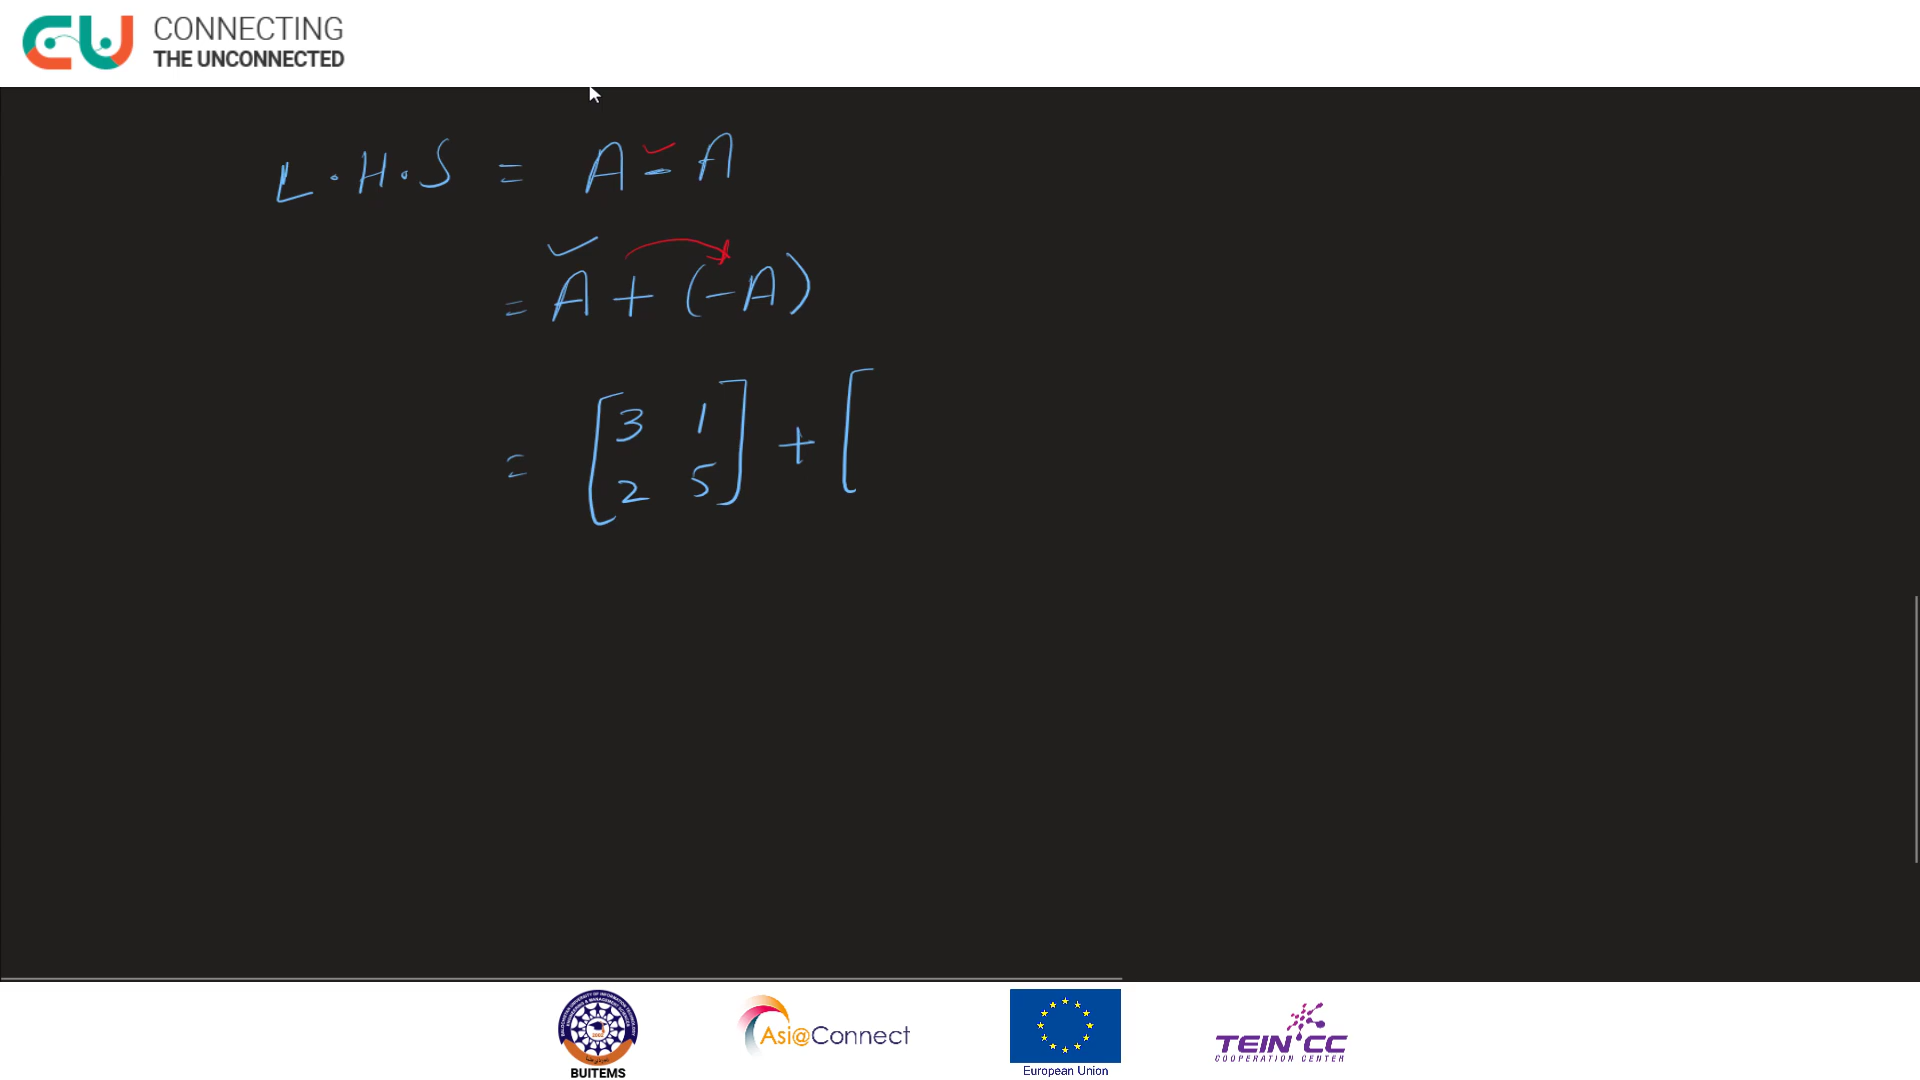 CONNECTING
THE UNCONNECTED
L.H.S = A - A
= A + (-A)
= [3 1
2 5] + [
BUITEMS
Asi@Connect
European Union
TEIN*CC
COOPERATION CENTER